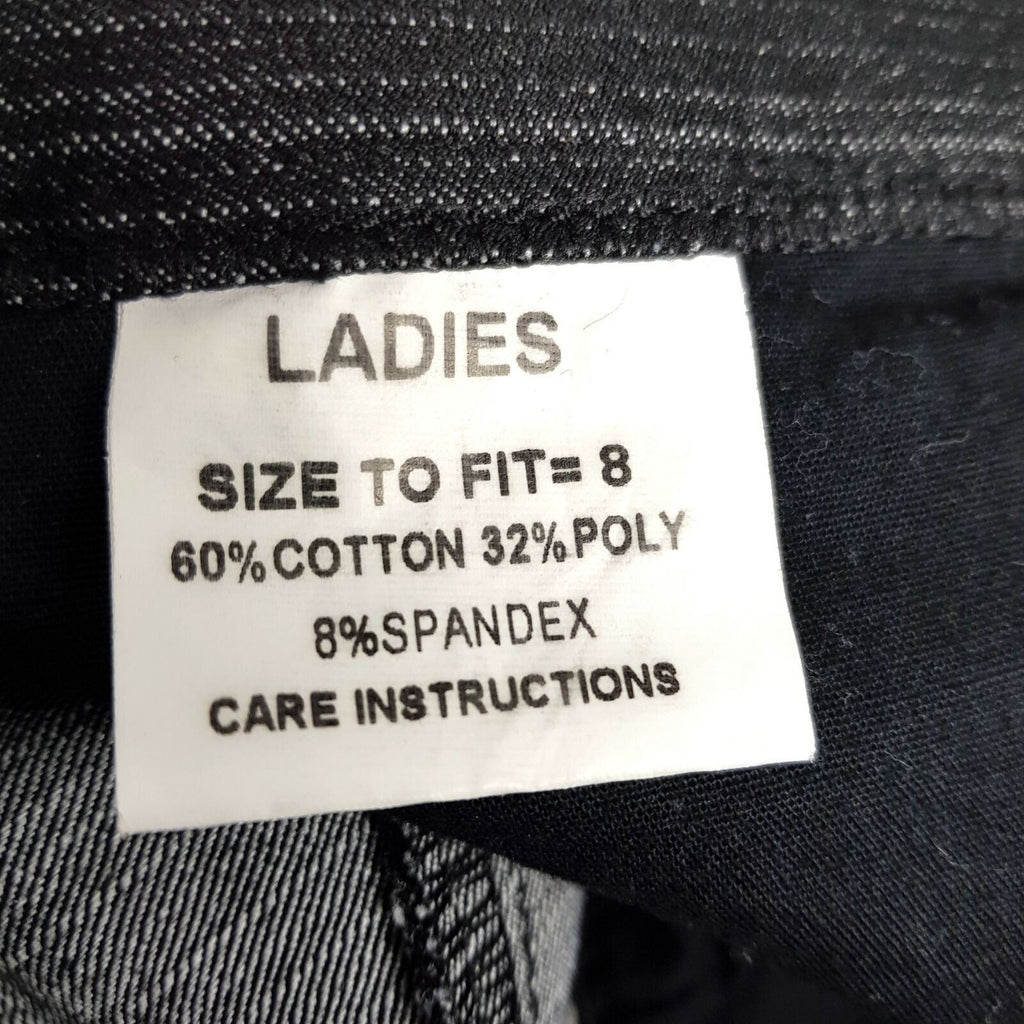 LADIES
SIZE TO FIT= 8
60%COTTON 32%POLY
8%SPANDEX
CARE INSTRUCTIONS